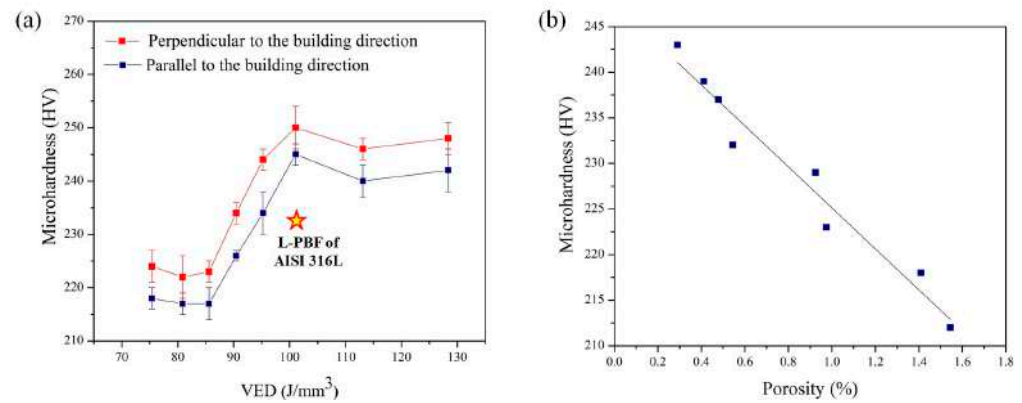 (a)
270
260
250
240
230
220
210
Microhardness (HV)
Perpendicular to the building direction
Parallel to the building direction
L-PBF of
AISI 316L
70 80 90 100 110 120 130
VED (J/mm³)
(b)
245
240
235
230
225
220
215
210
Microhardness (HV)
0.0 0.2 0.4 0.6 0.8 1.0 1.2 1.4 1.6 1.8
Porosity (%)